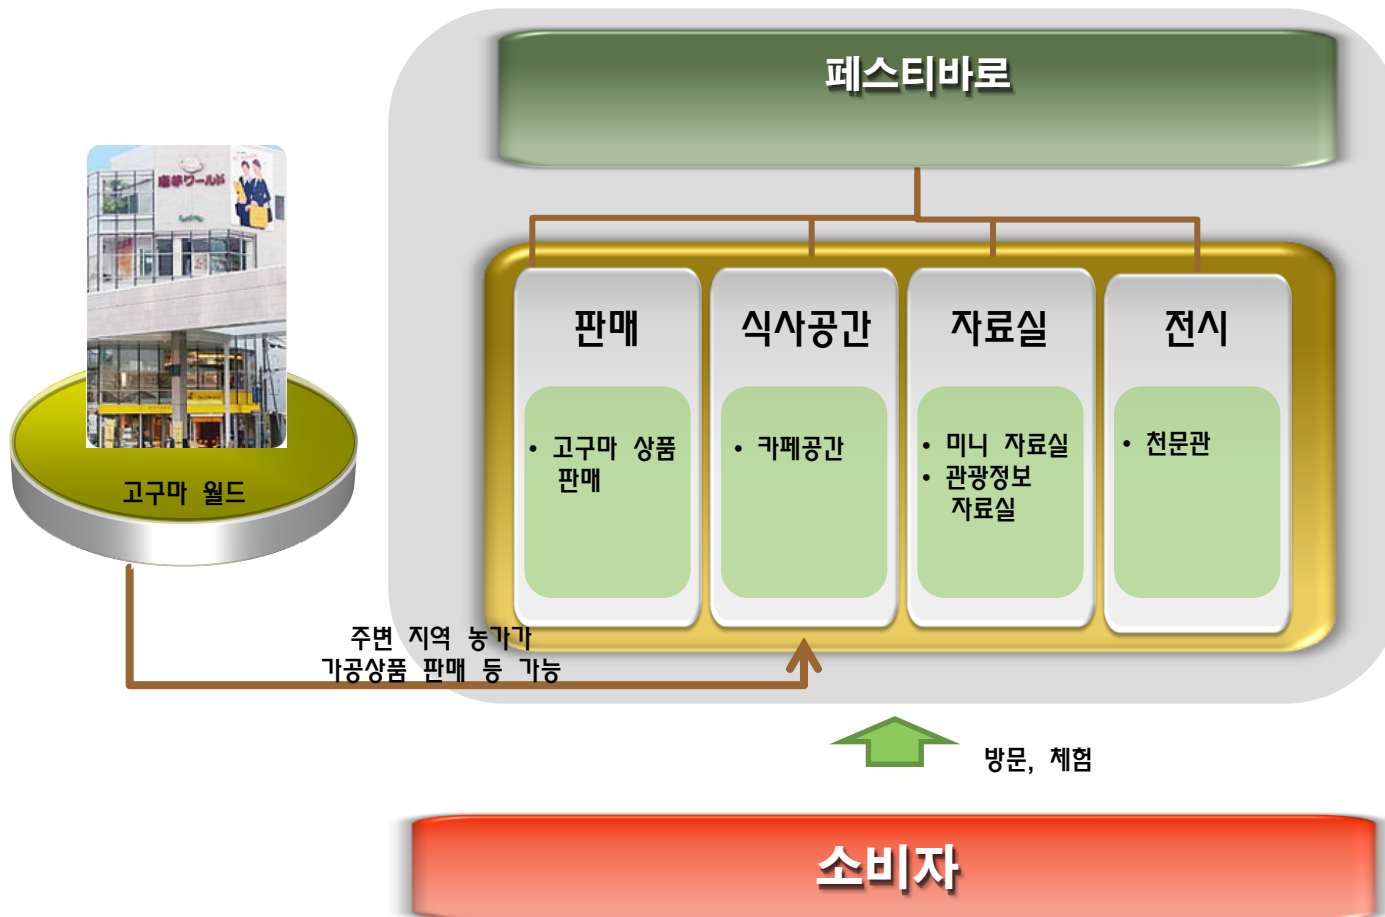 페스티바로
판매
식사공간
자료실
전시
• 고구마 상품
판매
• 카페공간
• 미니 자료실
• 관광정보
자료실
• 천문관
고구마 월드
주변 지역 농가가
가공상품 판매 등 가능
방문, 체험
소비자